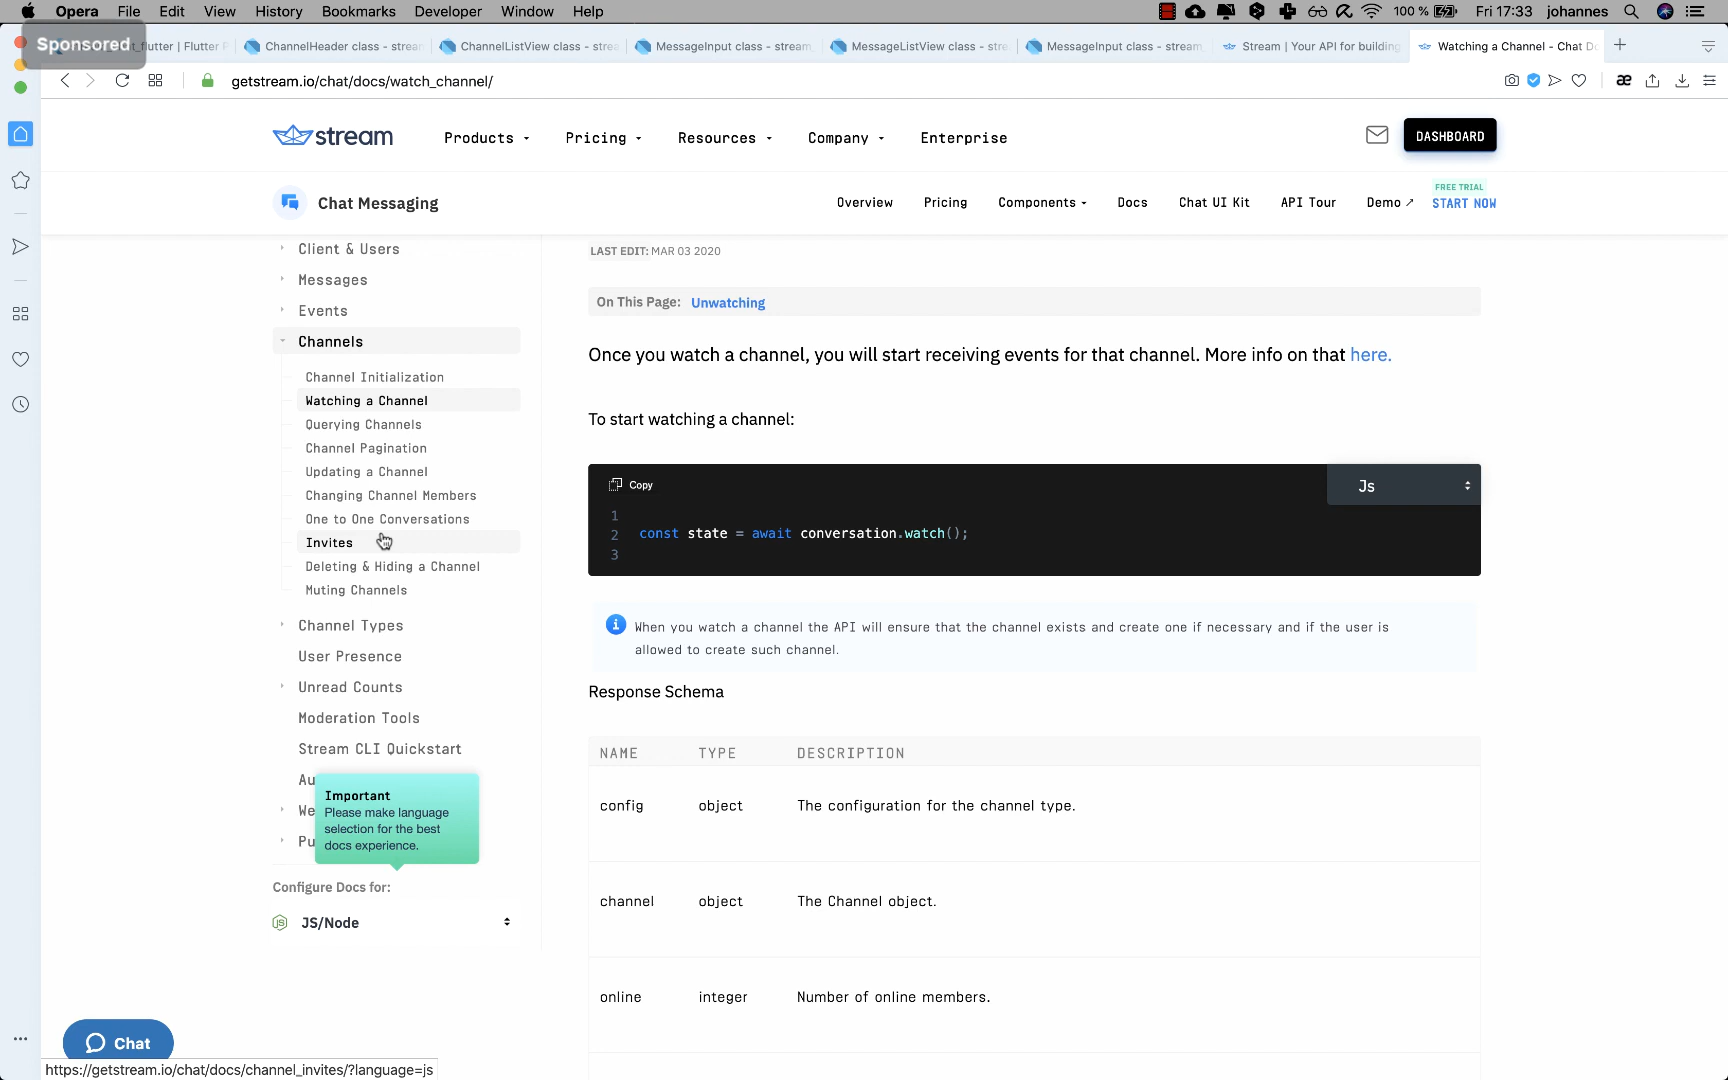 Opera File Edit View History Bookmarks Developer Window Help 100 % Fri 17:33 johannes
Sponsored
t_flutter | Flutter P ChannelHeader class - strea ChannelListView class - strea MessageInput class - stream MessageListView class - stre MessageInput class - stream Stream | Your API for building Watching a Channel - Chat Do
getstream.io/chat/docs/watch_channel/
stream Products Pricing Resources Company Enterprise DASHBOARD
Chat Messaging Overview Pricing Components Docs Chat UI Kit API Tour Demo ↗ FREE TRIAL
START NOW
Client & Users
Messages
Events
Channels
Channel Initialization
Watching a Channel
Querying Channels
Channel Pagination
Updating a Channel
Changing Channel Members
One to One Conversations
Invites
Deleting & Hiding a Channel
Muting Channels
Channel Types
User Presence
Unread Counts
Moderation Tools
Stream CLI Quickstart
Au
We
Pu
Important
Please make language
selection for the best
docs experience.
Configure Docs for:
JS/Node
LAST EDIT: MAR 03 2020
On This Page: Unwatching
Once you watch a channel, you will start receiving events for that channel. More info on that here.
To start watching a channel:
Copy Js
1
2 const state = await conversation.watch();
3
When you watch a channel the API will ensure that the channel exists and create one if necessary and if the user is
allowed to create such channel.
Response Schema
NAME TYPE DESCRIPTION
config object The configuration for the channel type.
channel object The Channel object.
online integer Number of online members.
Chat
https://getstream.io/chat/docs/channel_invites/?language=js